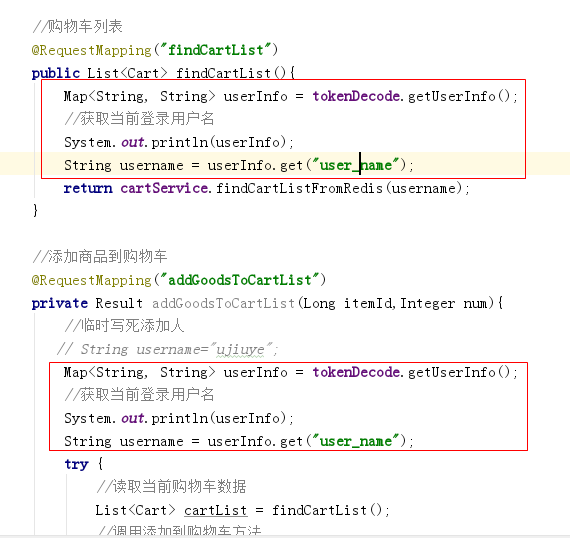 //购物车列表
@RequestMapping("findCartList")
public List<Cart> findCartList(){
Map<String, String> userInfo = tokenDecode.getUserInfo();
//获取当前登录用户名
System.out.println(userInfo);
String username = userInfo.get("user_name");
return cartService.findCartListFromRedis(username);
}
//添加商品到购物车
@RequestMapping("addGoodsToCartList")
private Result addGoodsToCartList(Long itemId,Integer num){
//临时写死添加人
// String username="ujiuye";
Map<String, String> userInfo = tokenDecode.getUserInfo();
//获取当前登录用户名
System.out.println(userInfo);
String username = userInfo.get("user_name");
try {
//读取当前购物车数据
List<Cart> cartList = findCartList();
//调用添加到购物车方法